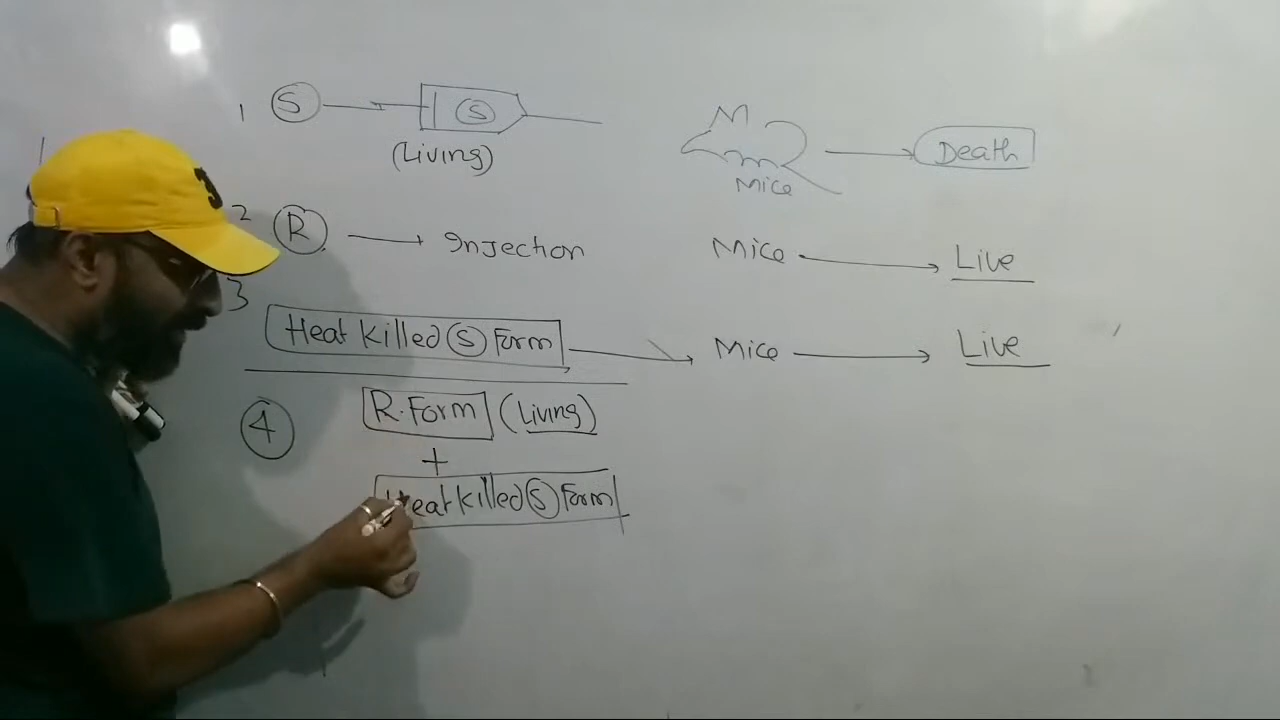 1 S S
(Living)
Mice Death
2 R Injection Mice Live
3 Heat Killed S Form Mice Live
4 R.Form (Living)
+
Heat Killed S Form